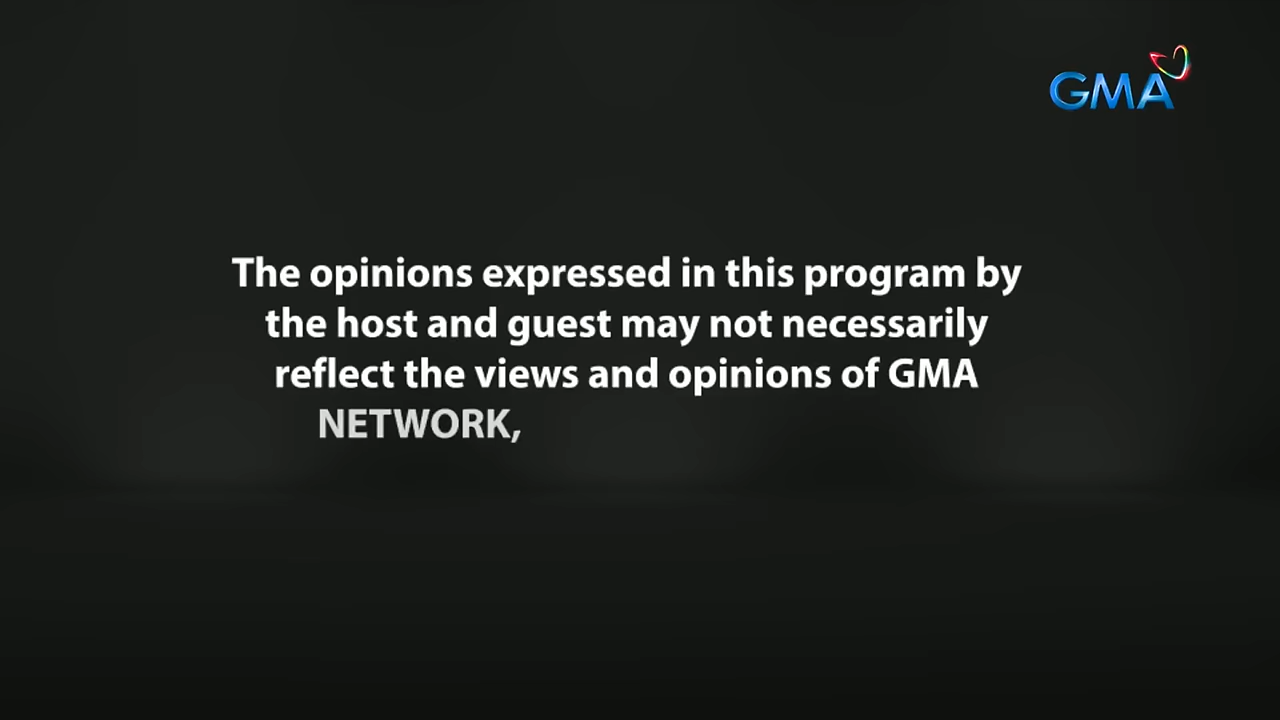 GMA
The opinions expressed in this program by
the host and guest may not necessarily
reflect the views and opinions of GMA
NETWORK,